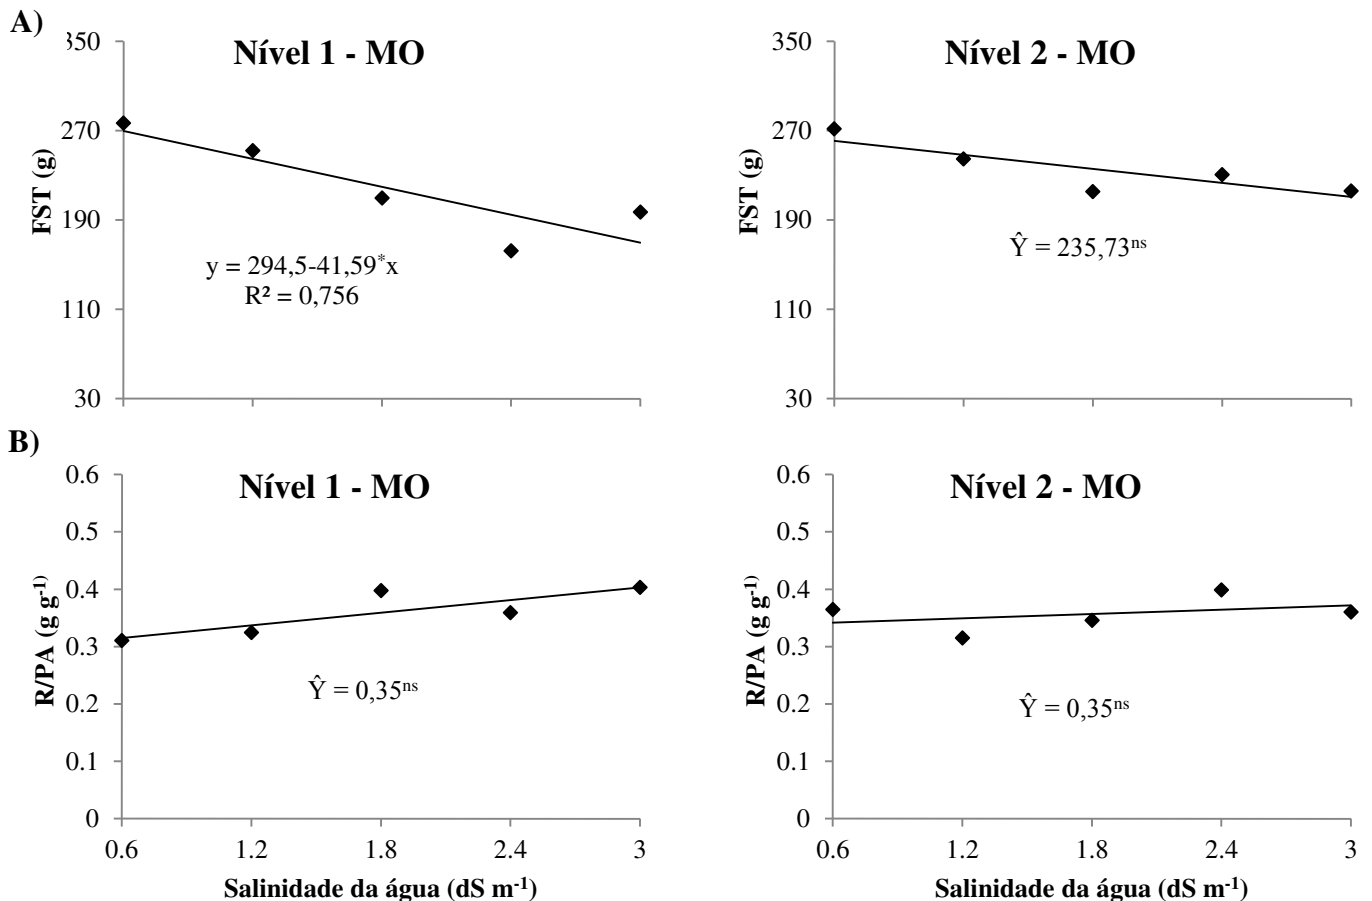 A)
350
Nível 1 - MO
270
190
110
30
FST (g)
y = 294,5-41,59*x
R² = 0,756
350
Nível 2 - MO
270
190
110
30
FST (g)
Ŷ = 235,73ⁿˢ
B)
0.6
Nível 1 - MO
0.5
0.4
0.3
0.2
0.1
0
R/PA (g g⁻¹)
Ŷ = 0,35ⁿˢ
0.6 1.2 1.8 2.4 3
Salinidade da água (dS m⁻¹)
0.6
Nível 2 - MO
0.5
0.4
0.3
0.2
0.1
0
R/PA (g g⁻¹)
Ŷ = 0,35ⁿˢ
0.6 1.2 1.8 2.4 3
Salinidade da água (dS m⁻¹)